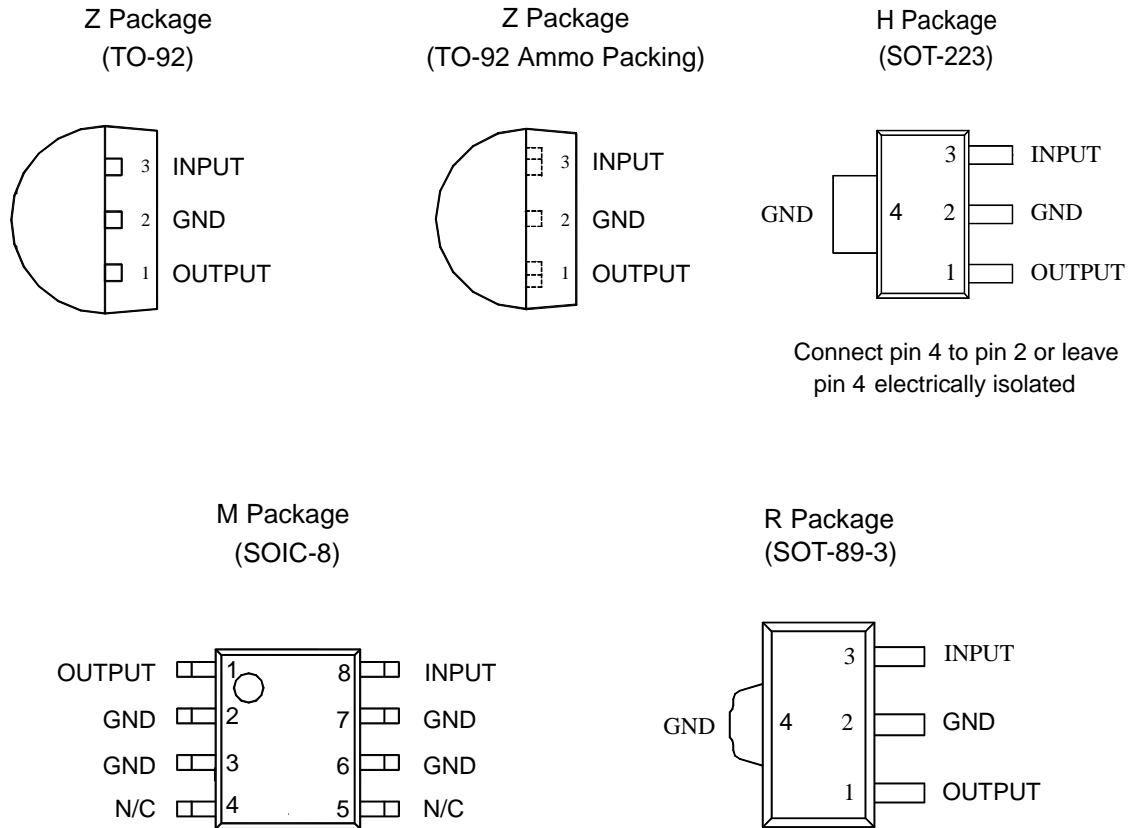 Z Package
(TO-92)
3 INPUT
2 GND
1 OUTPUT
Z Package
(TO-92 Ammo Packing)
3 INPUT
2 GND
1 OUTPUT
H Package
(SOT-223)
3 INPUT
GND 4 2 GND
1 OUTPUT
Connect pin 4 to pin 2 or leave
pin 4 electrically isolated
M Package
(SOIC-8)
OUTPUT 1 8 INPUT
GND 2 7 GND
GND 3 6 GND
N/C 4 5 N/C
R Package
(SOT-89-3)
3 INPUT
GND 4 2 GND
1 OUTPUT